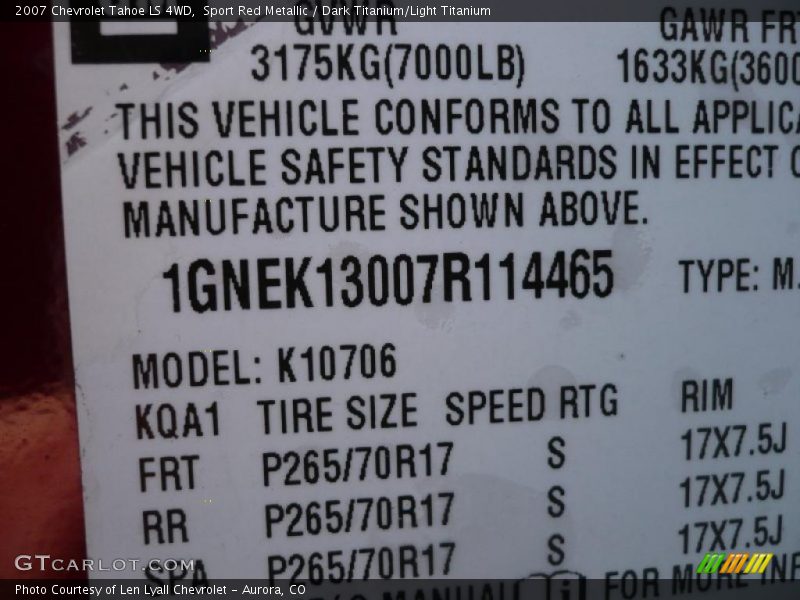 2007 Chevrolet Tahoe LS 4WD,  Sport Red Metallic / Dark Titanium/Light Titanium
GVWR GAWR FRT
3175KG(7000LB) 1633KG(3600
THIS VEHICLE CONFORMS TO ALL APPLICA
VEHICLE SAFETY STANDARDS IN EFFECT O
MANUFACTURE SHOWN ABOVE.
1GNEK13007R114465 TYPE: M.
MODEL: K10706
KQA1 TIRE SIZE SPEED RTG RIM
FRT P265/70R17 S 17X7.5J
RR P265/70R17 S 17X7.5J
SPA P265/70R17 S 17X7.5J
MANUAL FOR MORE INF
GTCARLOT.COM
Photo Courtesy of Len Lyall Chevrolet – Aurora, CO